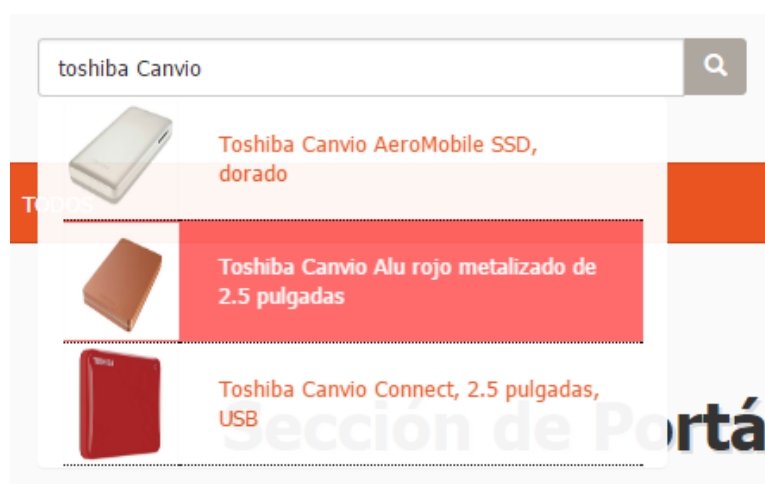 toshiba Canvio
Toshiba Canvio AeroMobile SSD,
dorado
TODOS
Toshiba Canvio Alu rojo metalizado de
2.5 pulgadas
TOSHIBA
Toshiba Canvio Connect, 2.5 pulgadas,
USB
Sección de Portá